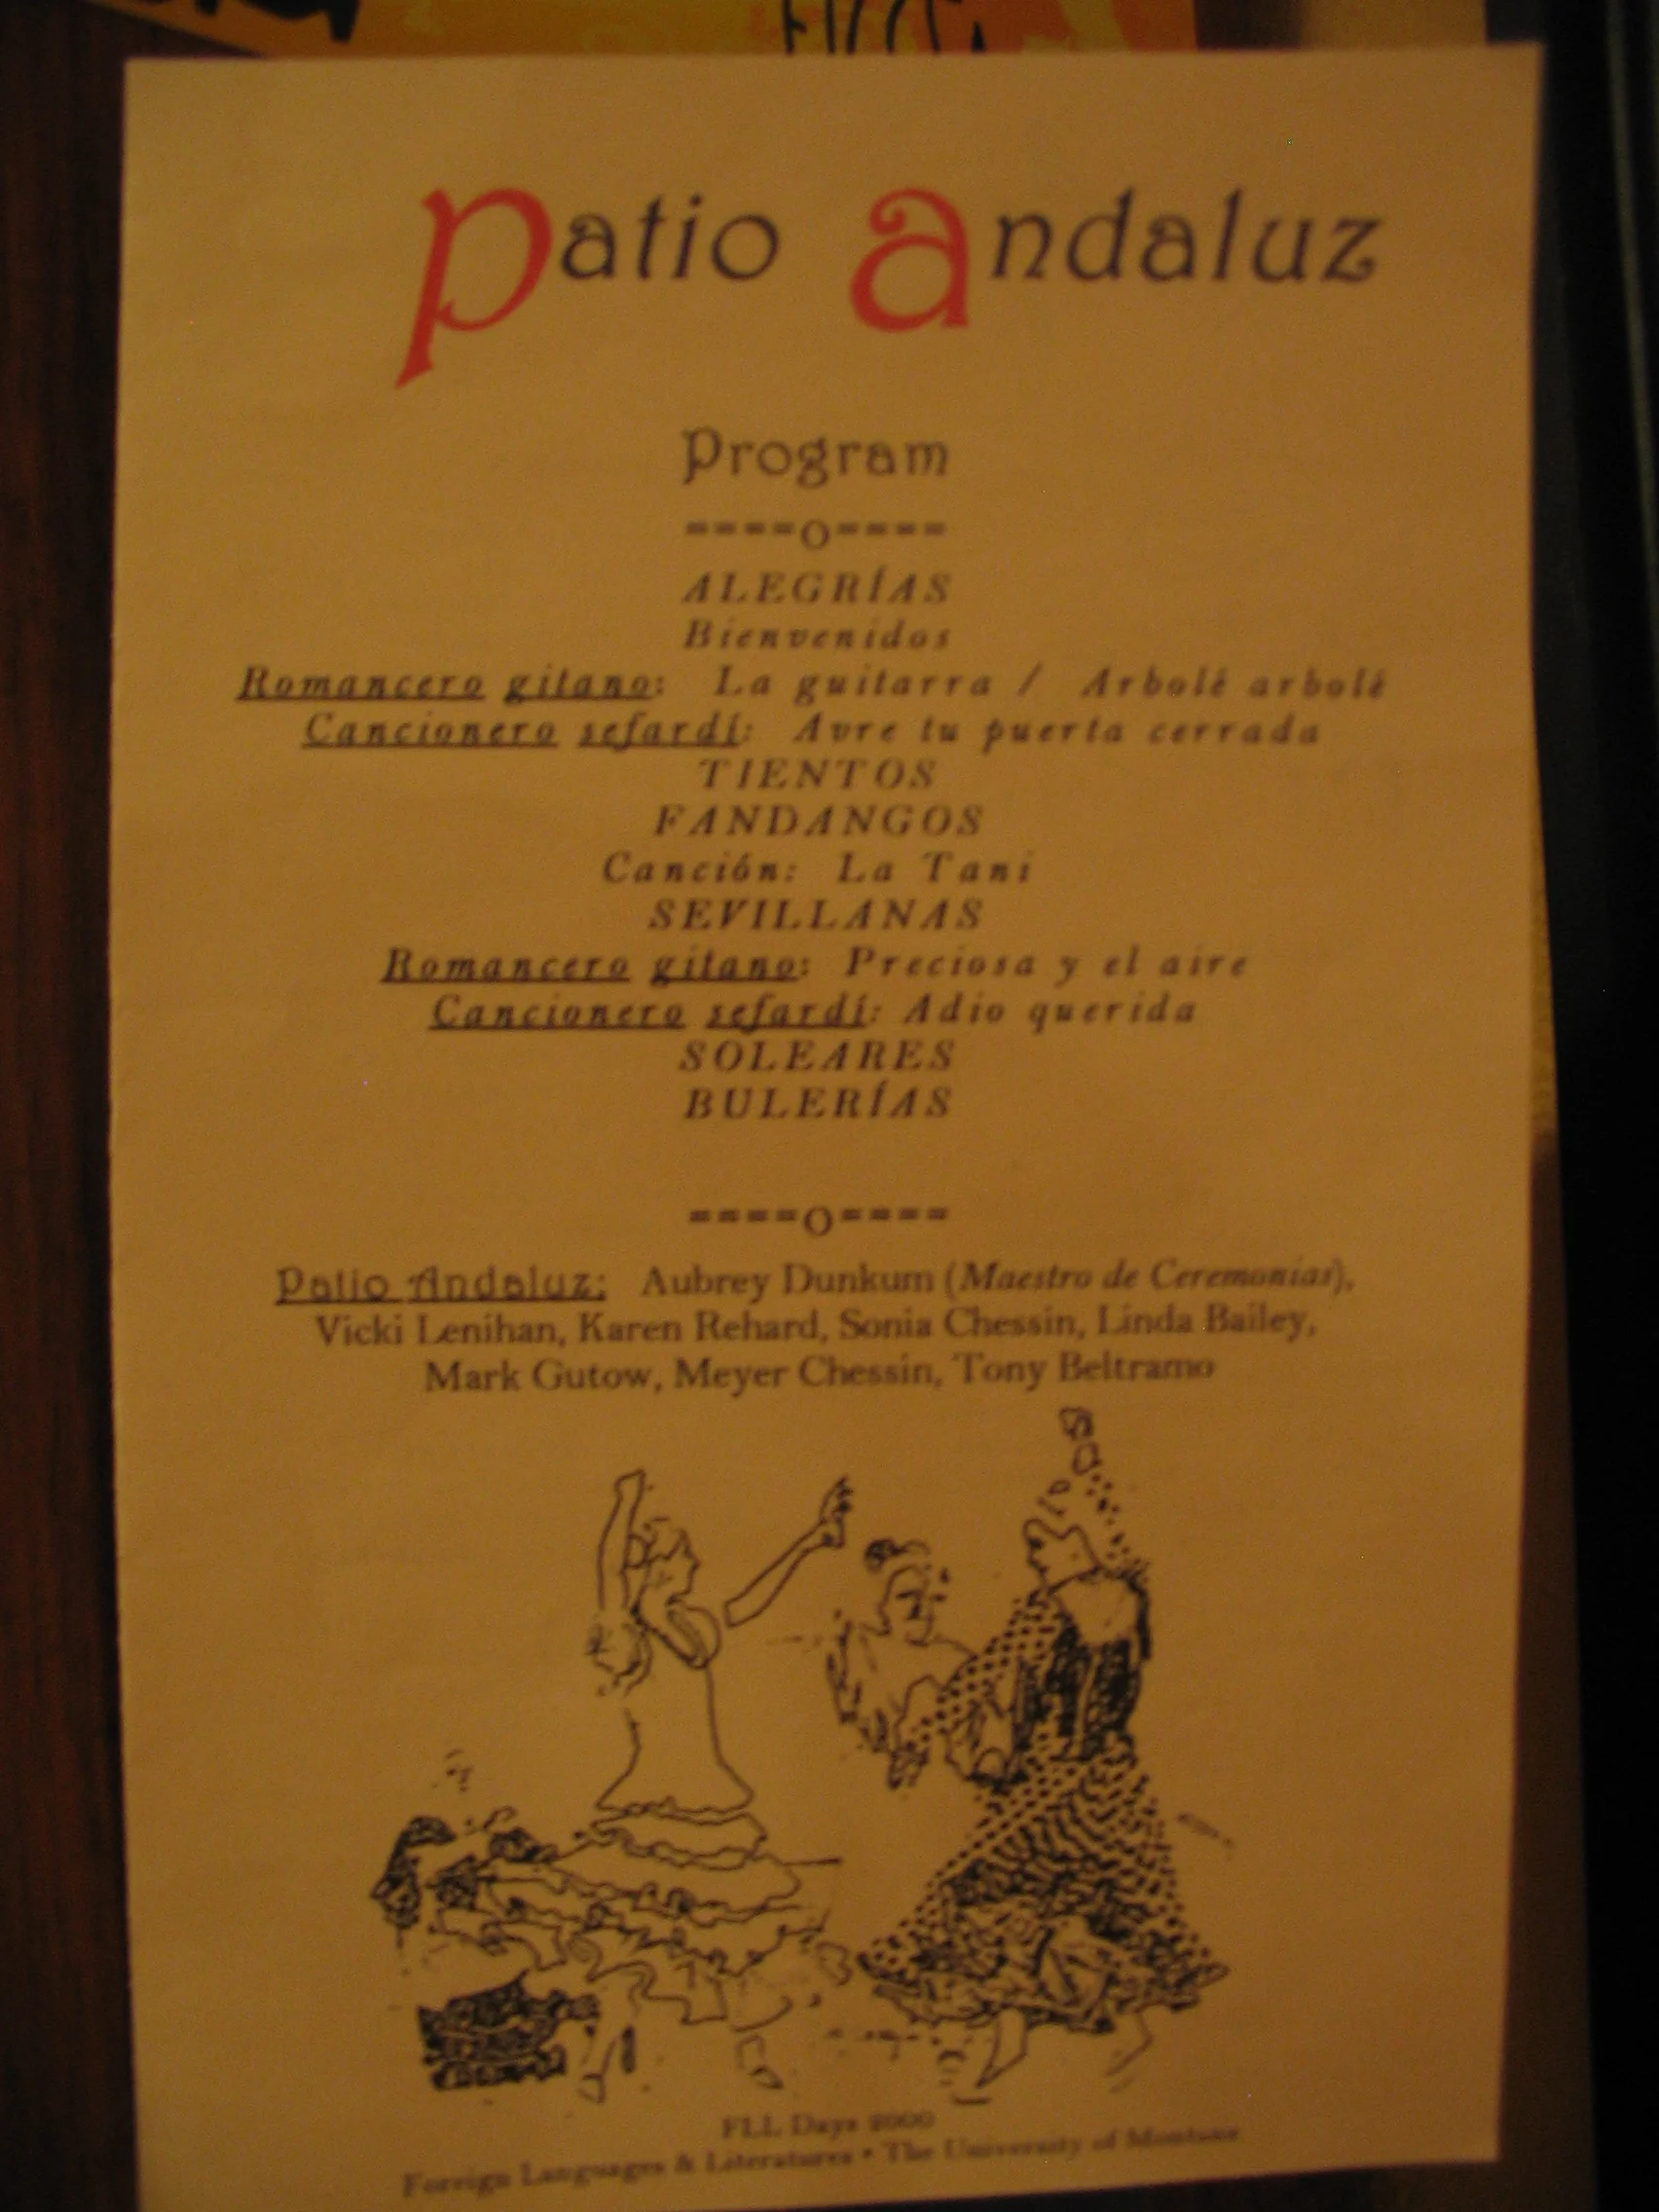 Patio Andaluz
Program
====o====
ALEGRÍAS
Bienvenidos
Romancero gitano: La guitarra / Arbolé arbolé
Cancionero sefardí: Avre tu puerta cerrada
TIENTOS
FANDANGOS
Canción: La Tani
SEVILLANAS
Romancero gitano: Preciosa y el aire
Cancionero sefardí: Adio querida
SOLEARES
BULERÍAS
====o====
Patio Andaluz: Aubrey Dunkum (Maestro de Ceremonias),
Vicki Lenihan, Karen Rehard, Sonia Chessin, Linda Bailey,
Mark Gutow, Meyer Chessin, Tony Beltramo
FLL Days 2000
Foreign Languages & Literatures • The University of Montana